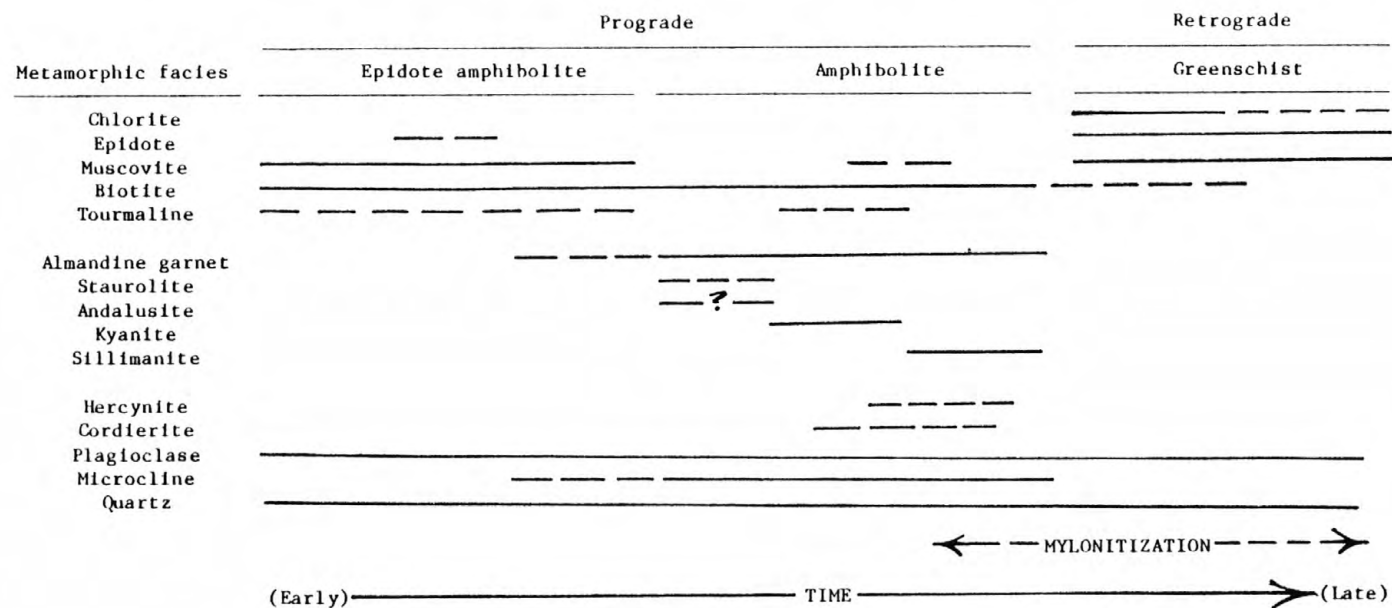 Prograde Retrograde
Metamorphic facies Epidote amphibolite Amphibolite Greenschist
Chlorite
Epidote
Muscovite
Biotite
Tourmaline
Almandine garnet
Staurolite
Andalusite ?
Kyanite
Sillimanite
Hercynite
Cordierite
Plagioclase
Microcline
Quartz
MYLONITIZATION
(Early) TIME (Late)